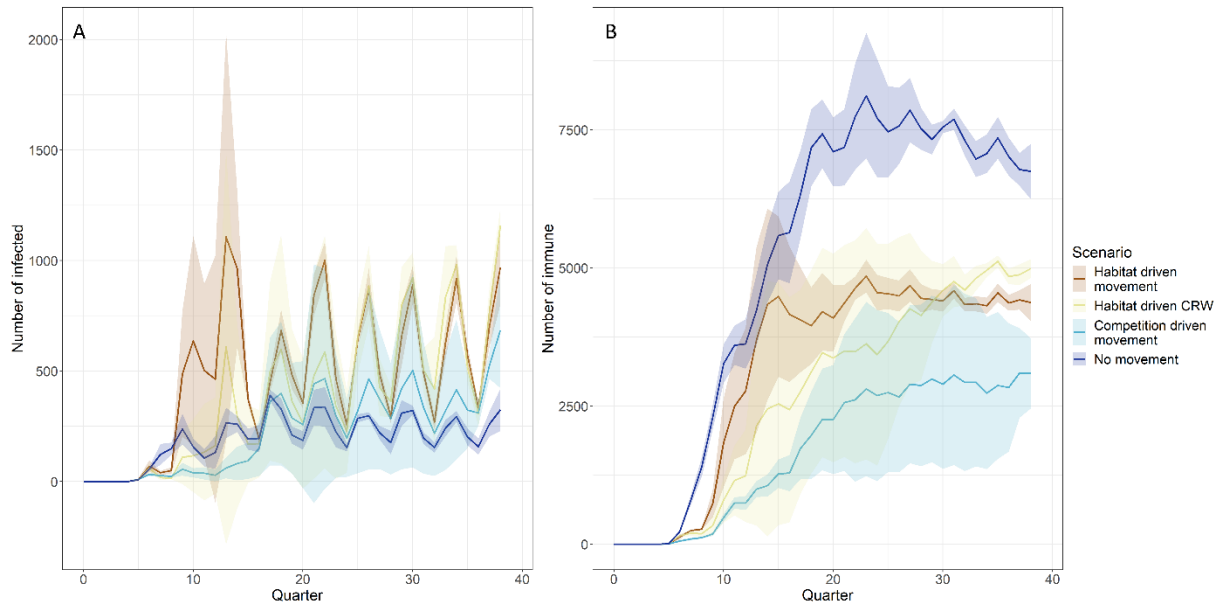 A
2000
1500
1000
500
0
Number of infected
0
10
20
30
40
Quarter
B
7500
5000
2500
0
Number of immune
0
10
20
30
40
Quarter
Scenario
Habitat driven
movement
Habitat driven CRW
Competition driven
movement
No movement